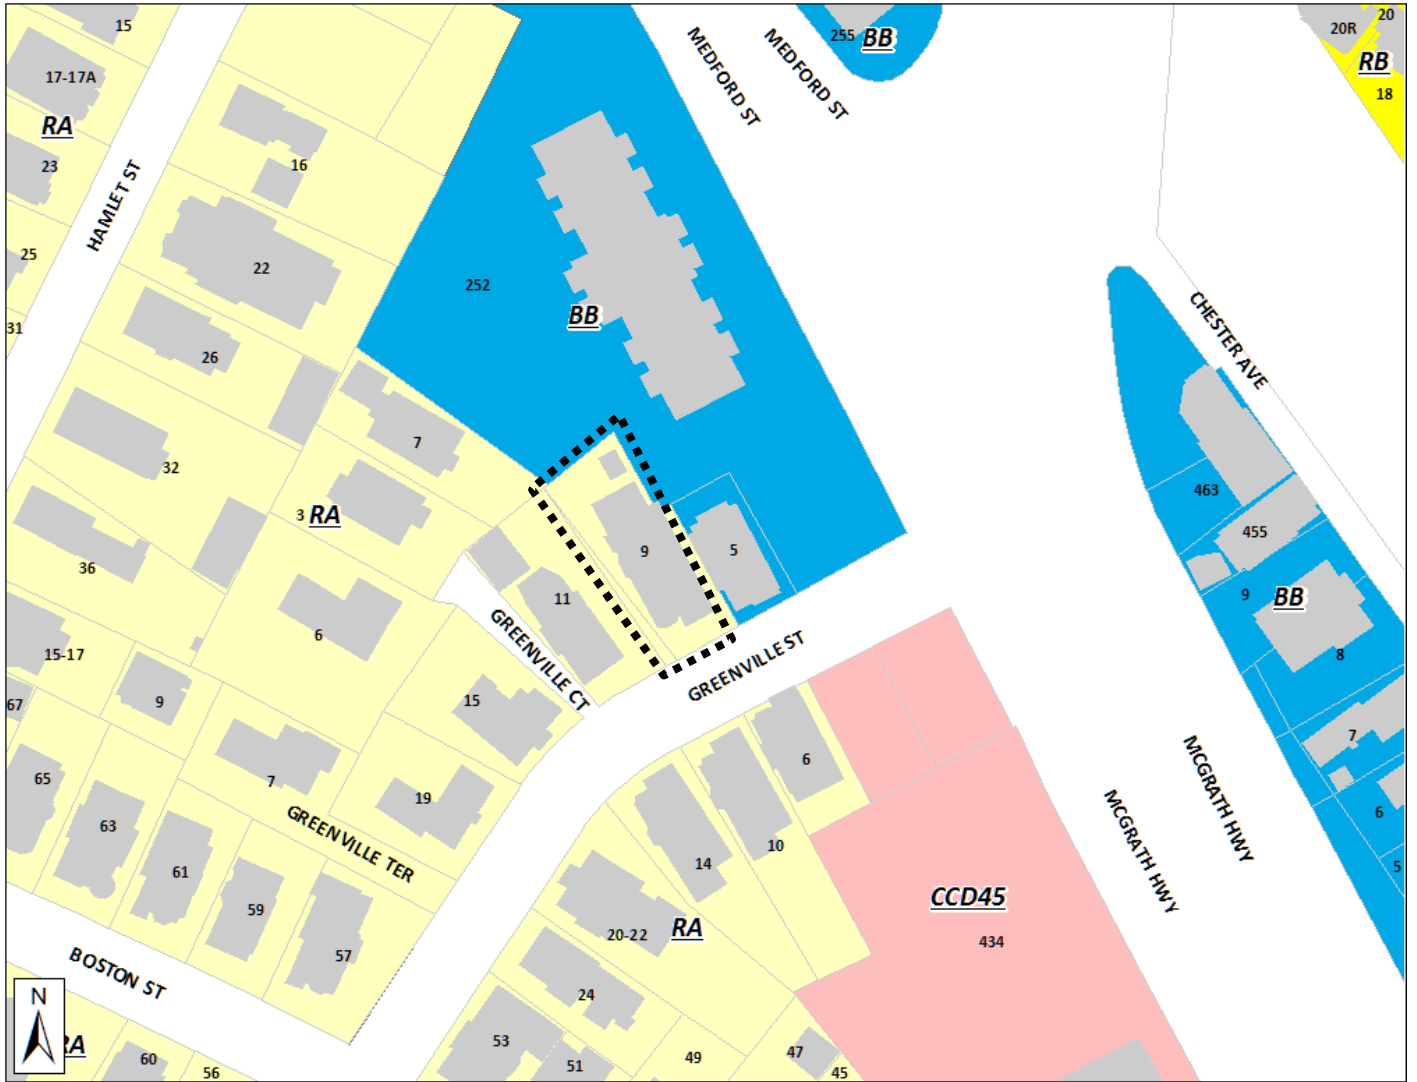 15
255
BB
20
20R
RB
18
MEDFORD ST
MEDFORD ST
17-17A
RA
23
16
HAMLET ST
25
22
252
BB
31
26
CHESTER AVE
7
32
463
3
RA
455
36
9
5
11
9
BB
6
GREENVILLE CT
GREENVILLE ST
8
15-17
9
15
67
7
6
7
65
19
GREENVILLE TER
MCGRATH HWY
MCGRATH HWY
6
63
10
14
5
61
59
CCD45
20-22
RA
434
57
BOSTON ST
24
N
RA
53
60
56
51
49
47
45